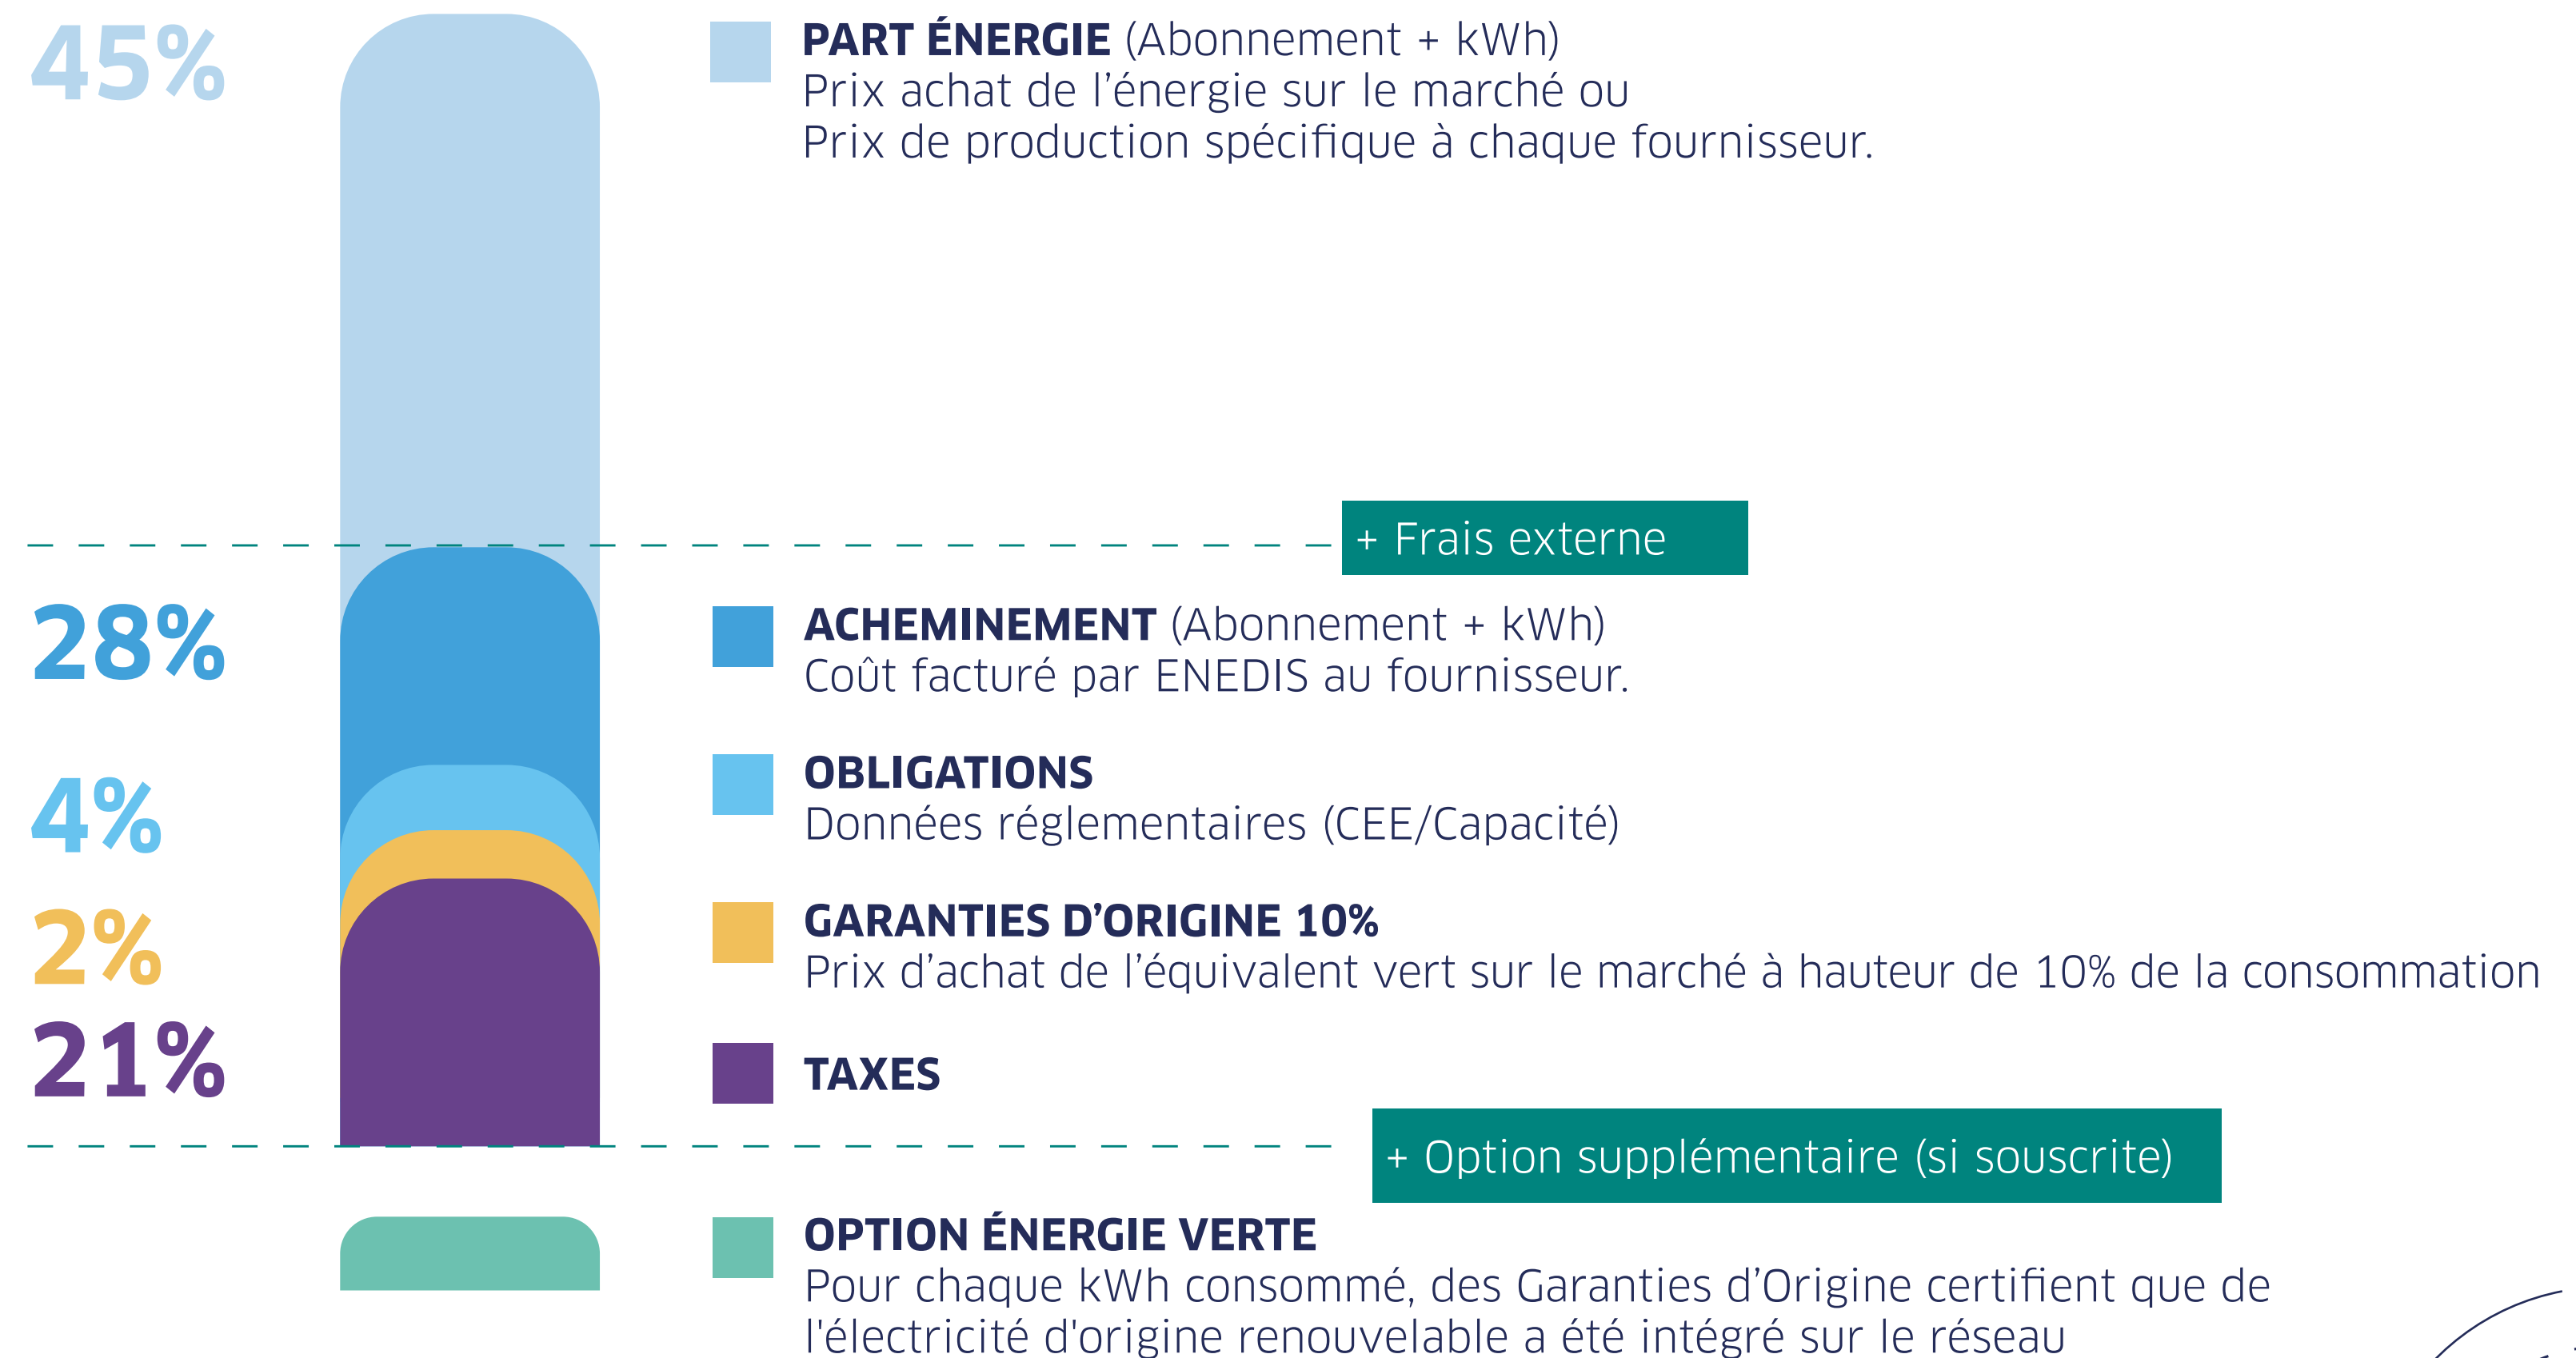 45%
PART ÉNERGIE (Abonnement + kWh)
Prix achat de l’énergie sur le marché ou
Prix de production spécifique à chaque fournisseur.
+ Frais externe
28%
ACHEMINEMENT (Abonnement + kWh)
Coût facturé par ENEDIS au fournisseur.
4%
OBLIGATIONS
Données réglementaires (CEE/Capacité)
2%
GARANTIES D’ORIGINE 10%
Prix d’achat de l’équivalent vert sur le marché à hauteur de 10% de la consommation
21%
TAXES
+ Option supplémentaire (si souscrite)
OPTION ÉNERGIE VERTE
Pour chaque kWh consommé, des Garanties d’Origine certifient que de
l'électricité d'origine renouvelable a été intégré sur le réseau